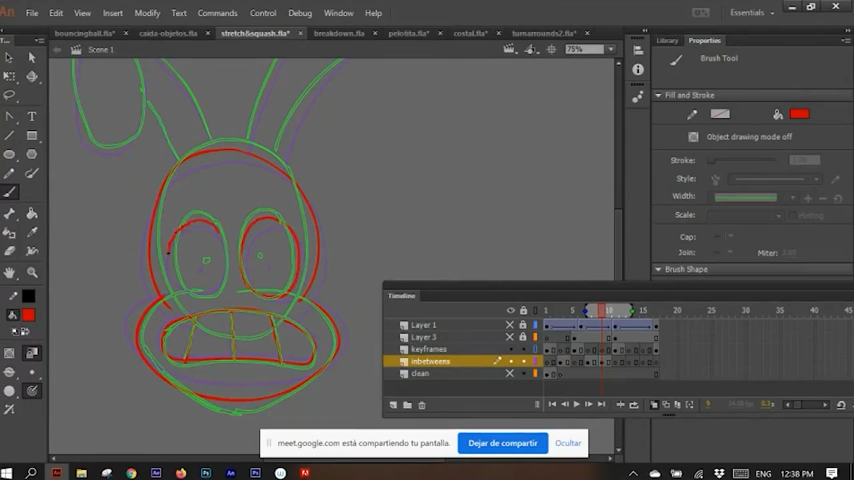 An File Edit View Insert Modify Text Commands Control Debug Window Help Essentials
bouncingball.fla* × caida-objetos.fla × stretch&squash.fla* × breakdown.fla × pelotita.fla* × costal.fla* × turnarrounds2.fla* ×
Scene 1 75%
Library Properties
Brush Tool
Fill and Stroke
Object drawing mode off
Stroke:
Style:
Width:
Scale:
Cap: Miter:
Brush Shape
Timeline
1 5 10 15 20 25 30 35 40 45
Layer 1
Layer 3
keyframes
inbetweens
clean
9
meet.google.com está compartiendo tu pantalla. Dejar de compartir Ocultar
ENG 12:38 PM